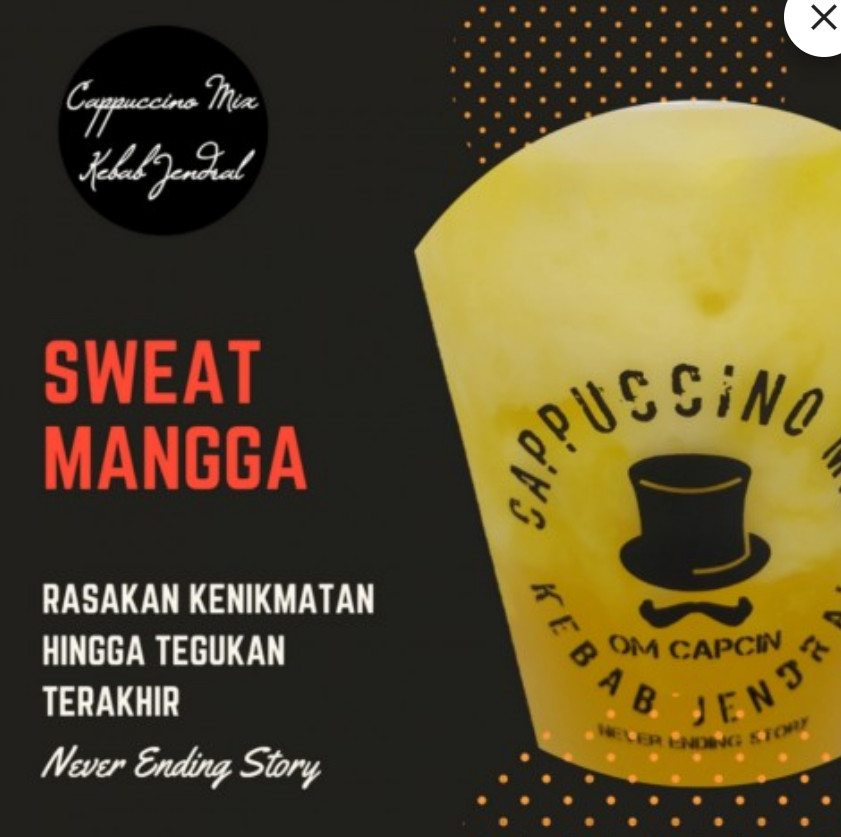 Cappuccino Mix
Kebab Jendral
SWEAT
MANGGA
RASAKAN KENIKMATAN
HINGGA TEGUKAN
TERAKHIR
Never Ending Story
CAPPUCCINO
KEBAB JENDRAL
OM CAPCIN
NEVER ENDING STORY